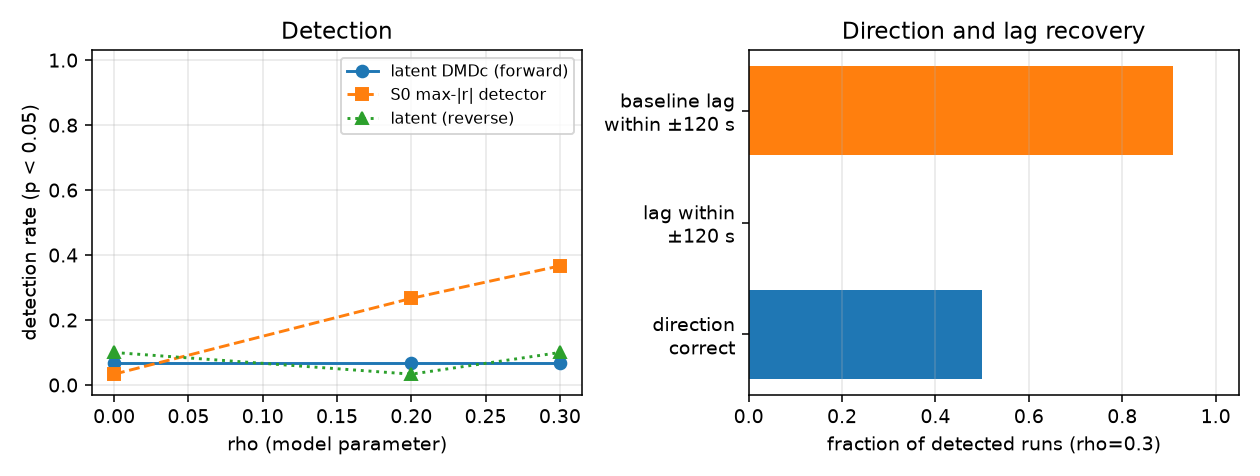 Detection
detection rate (p < 0.05)
1.0
0.8
0.6
0.4
0.2
0.0
latent DMDc (forward)
S0 max-|r| detector
latent (reverse)
0.00
0.05
0.10
0.15
0.20
0.25
0.30
rho (model parameter)
Direction and lag recovery
baseline lag
within ±120 s
lag within
±120 s
direction
correct
0.0
0.2
0.4
0.6
0.8
1.0
fraction of detected runs (rho=0.3)